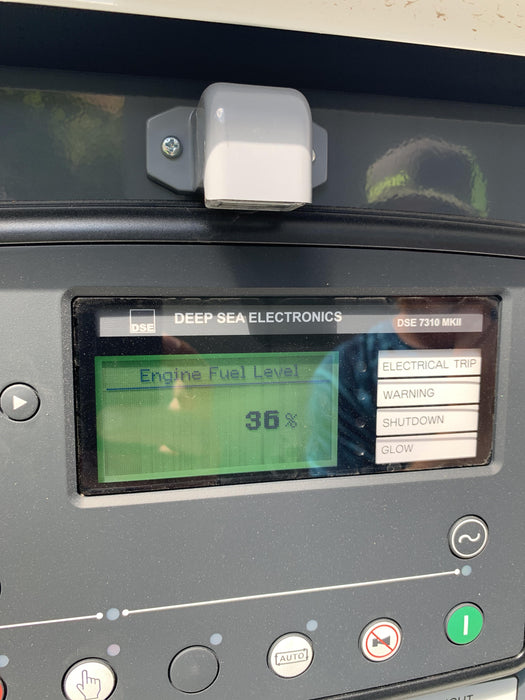 DSE
DEEP SEA ELECTRONICS
DSE 7310 MKII
Engine Fuel Level
36 %
ELECTRICAL TRIP
WARNING
SHUTDOWN
GLOW
AUTO